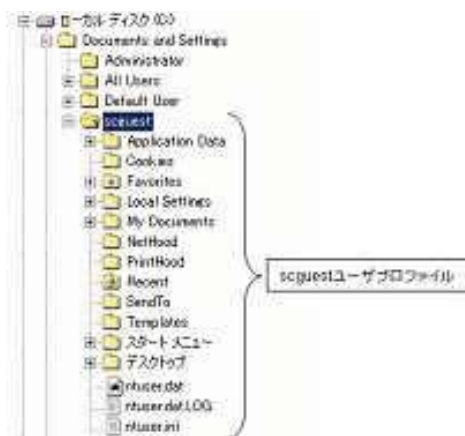 ローカル ディスク (C:)
Documents and Settings
Administrator
All Users
Default User
scguest
Application Data
Cookies
Favorites
Local Settings
My Documents
NetHood
PrintHood
Recent
SendTo
Templates
スタート メニュー
デスクトップ
ntuser.dat
ntuser.dat.LOG
ntuser.ini
scguestユーザプロファイル